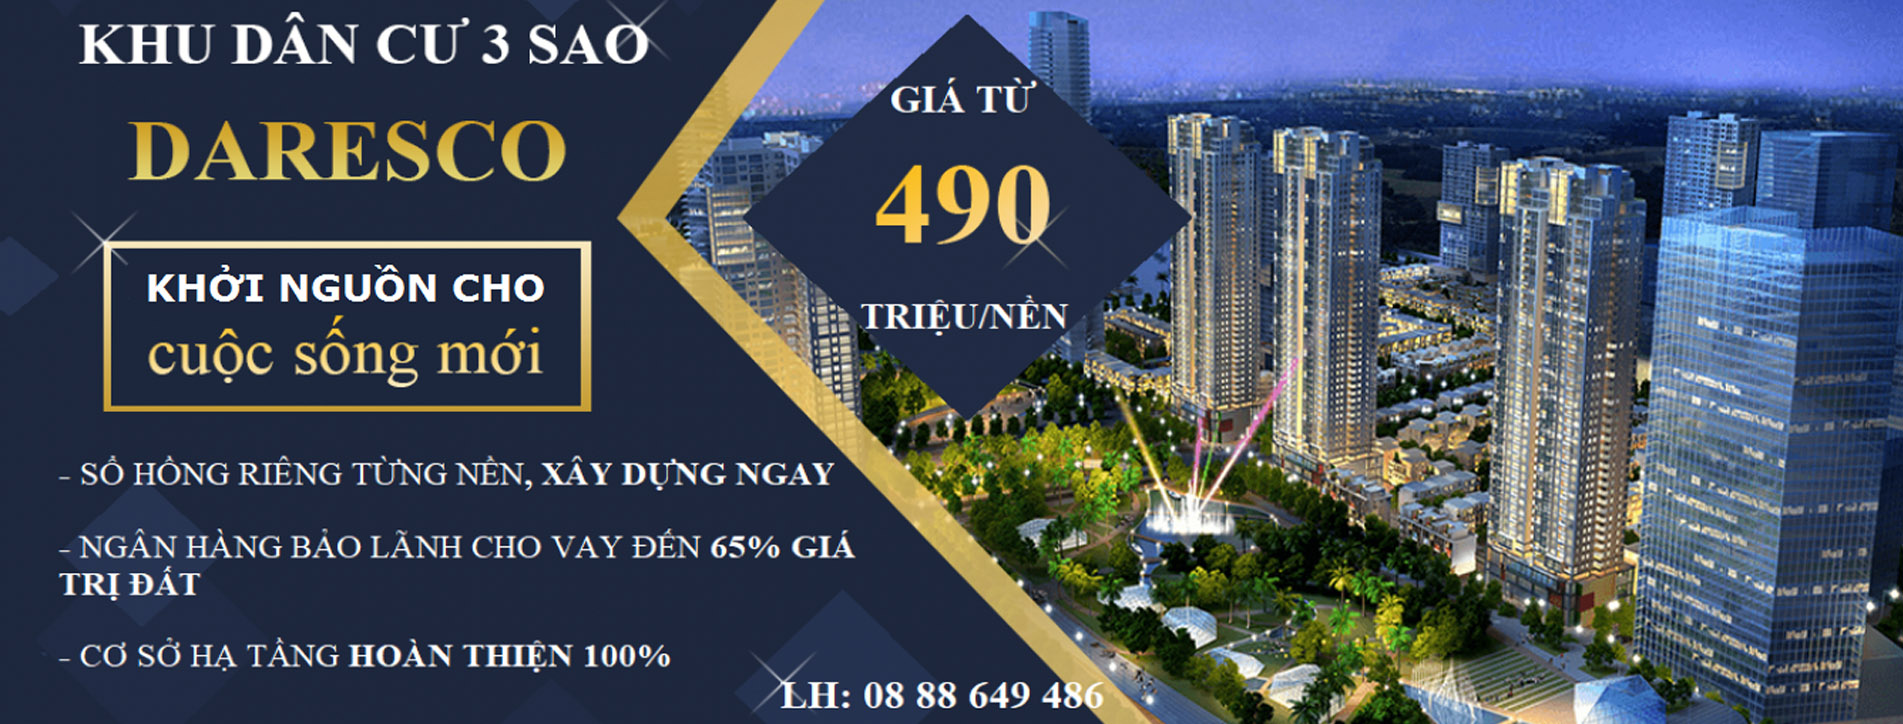 KHU DÂN CƯ 3 SAO
DARESCO
KHỞI NGUỒN CHO
cuộc sống mới
- SỔ HỒNG RIÊNG TỪNG NỀN, XÂY DỰNG NGAY
- NGÂN HÀNG BẢO LÃNH CHO VAY ĐẾN 65% GIÁ
TRỊ ĐẤT
- CƠ SỞ HẠ TẦNG HOÀN THIỆN 100%
GIÁ TỪ
490
TRIỆU/NỀN
LH: 08 88 649 486